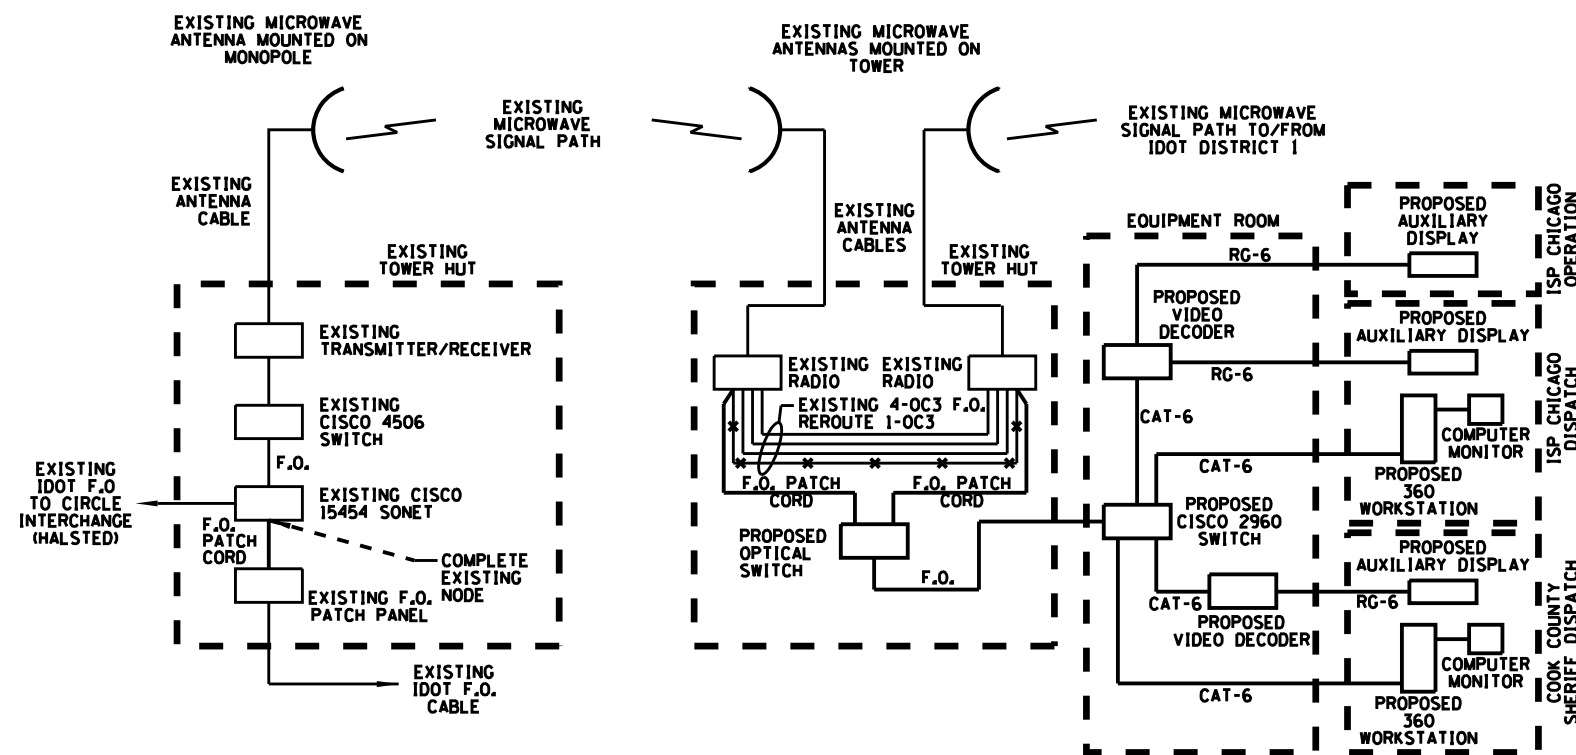 EXISTING MICROWAVE
ANTENNA MOUNTED ON
MONOPOLE
EXISTING MICROWAVE
ANTENNAS MOUNTED ON
TOWER
EXISTING
MICROWAVE
SIGNAL PATH
EXISTING MICROWAVE
SIGNAL PATH TO/FROM
IDOT DISTRICT 1
EXISTING
ANTENNA
CABLE
EXISTING
ANTENNA
CABLES
EXISTING
TOWER HUT
EXISTING
TOWER HUT
EXISTING
TRANSMITTER/RECEIVER
EXISTING
CISCO 4506
SWITCH
F.O.
EXISTING CISCO
15454 SONET
EXISTING
IDOT F.O
TO CIRCLE
INTERCHANGE
(HALSTED)
F.O.
PATCH
CORD
COMPLETE
EXISTING
NODE
EXISTING F.O.
PATCH PANEL
EXISTING
IDOT F.O.
CABLE
EXISTING
RADIO
EXISTING
RADIO
EXISTING 4-OC3 F.O.
REROUTE 1-OC3
F.O. PATCH
CORD
F.O. PATCH
CORD
PROPOSED
OPTICAL
SWITCH
F.O.
EQUIPMENT ROOM
RG-6
PROPOSED
VIDEO
DECODER
RG-6
CAT-6
CAT-6
PROPOSED
CISCO 2960
SWITCH
CAT-6
PROPOSED
VIDEO DECODER
CAT-6
PROPOSED
AUXILIARY
DISPLAY
ISP CHICAGO
OPERATION
PROPOSED
AUXILIARY DISPLAY
COMPUTER
MONITOR
PROPOSED
360
WORKSTATION
ISP CHICAGO
DISPATCH
PROPOSED
AUXILIARY DISPLAY
RG-6
COMPUTER
MONITOR
PROPOSED
360
WORKSTATION
COOK COUNTY
SHERIFF DISPATCH